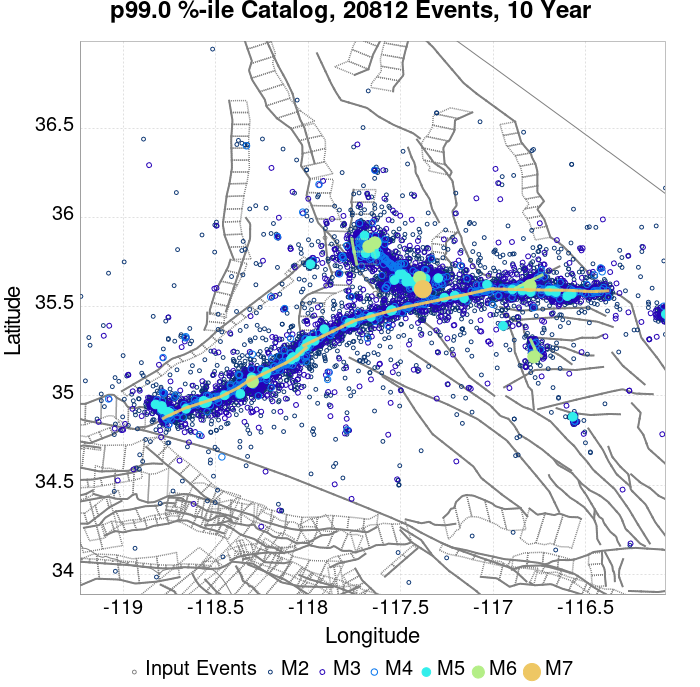 p99.0 %-ile Catalog, 20812 Events, 10 Year
36.5
36
35.5
35
34.5
34
Latitude
-119
-118.5
-118
-117.5
-117
-116.5
Longitude
Input Events
M2
M3
M4
M5
M6
M7